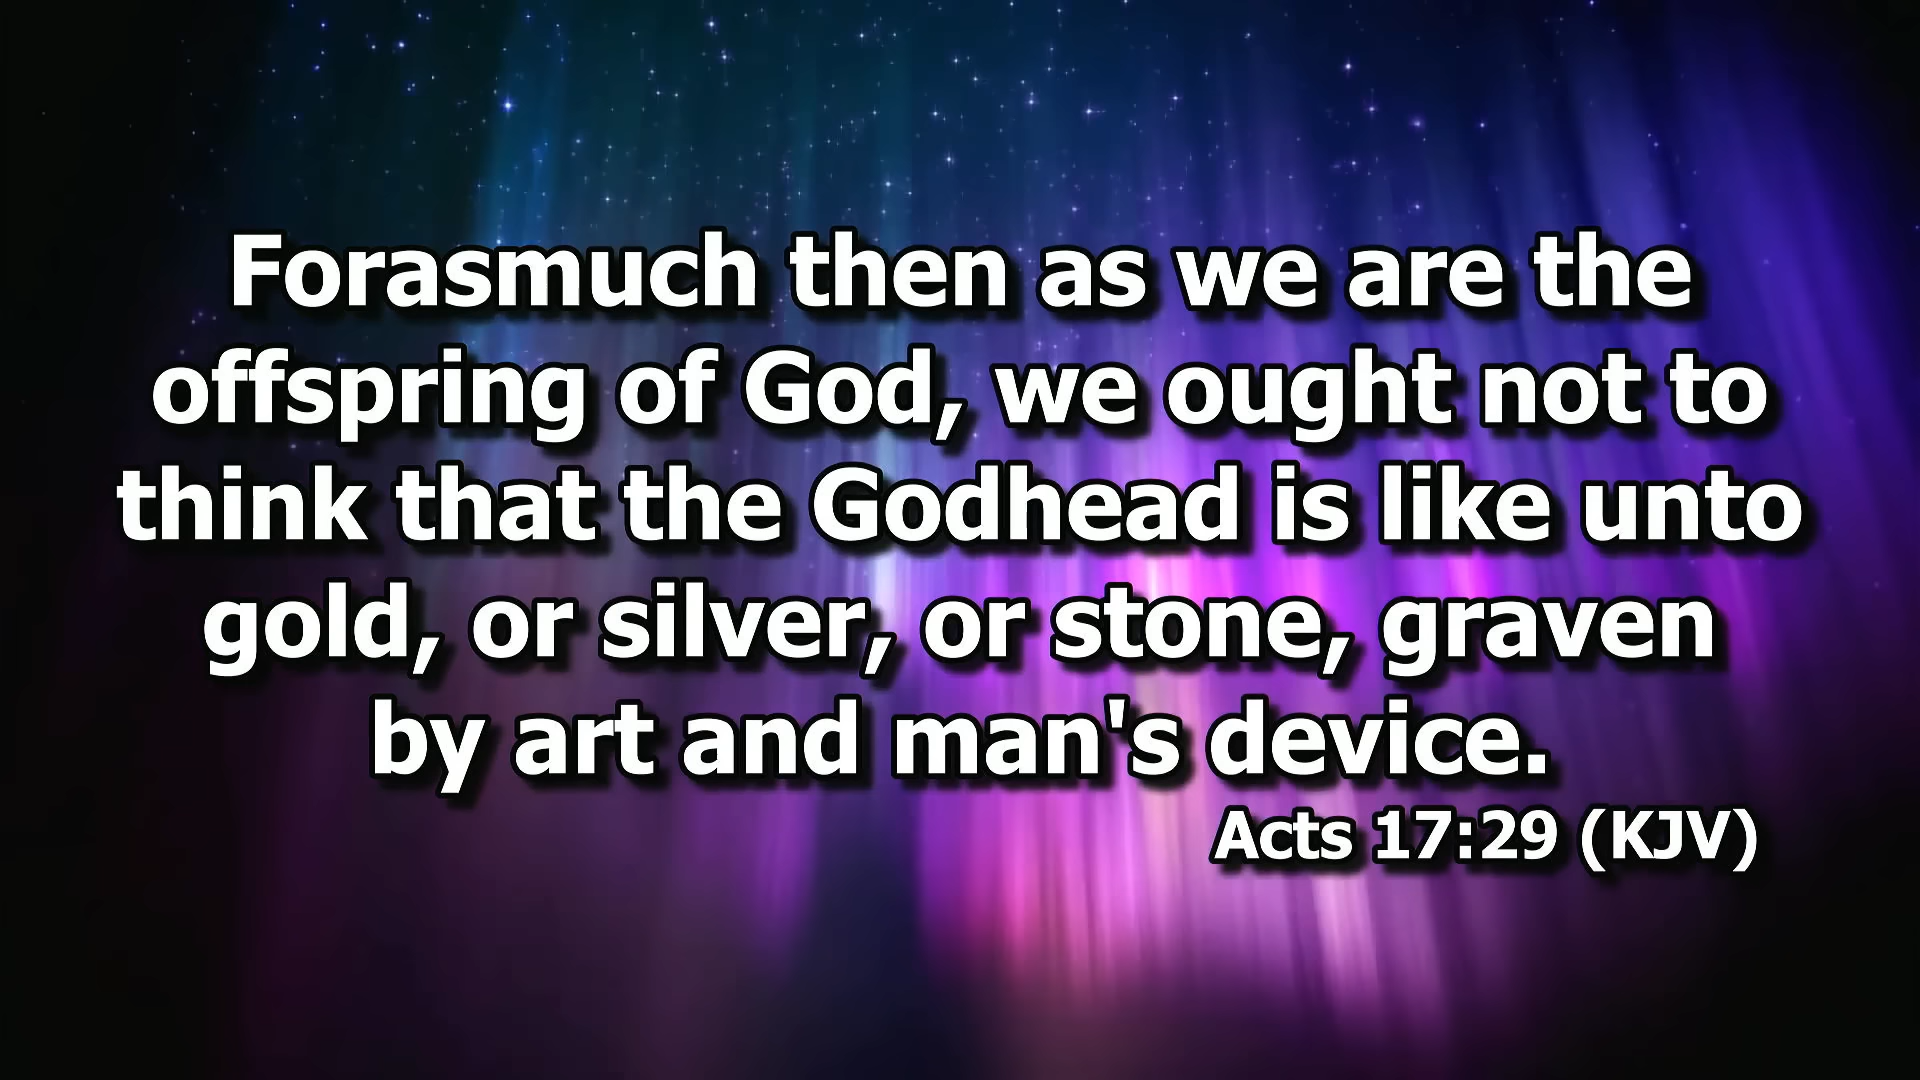 Forasmuch then as we are the
offspring of God, we ought not to
think that the Godhead is like unto
gold, or silver, or stone, graven
by art and man's device.
Acts 17:29 (KJV)